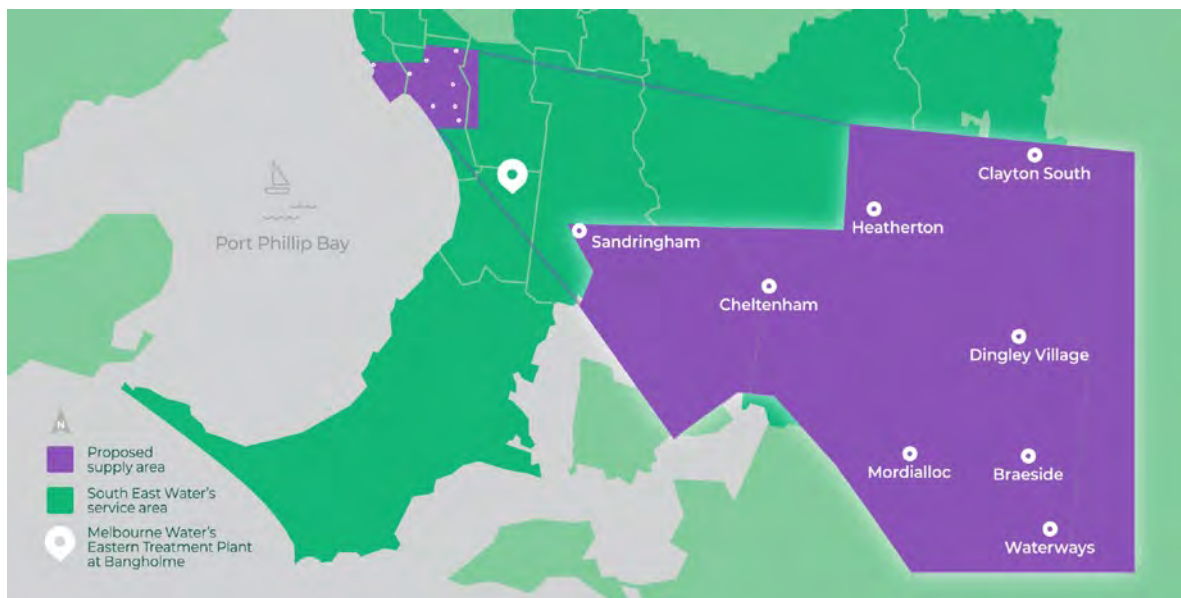 Clayton South
Heatherton
Sandringham
Port Phillip Bay
Cheltenham
Dingley Village
N
Proposed
supply area
Mordialloc
Braeside
South East Water's
service area
Melbourne Water's
Eastern Treatment Plant
at Bangholme
Waterways